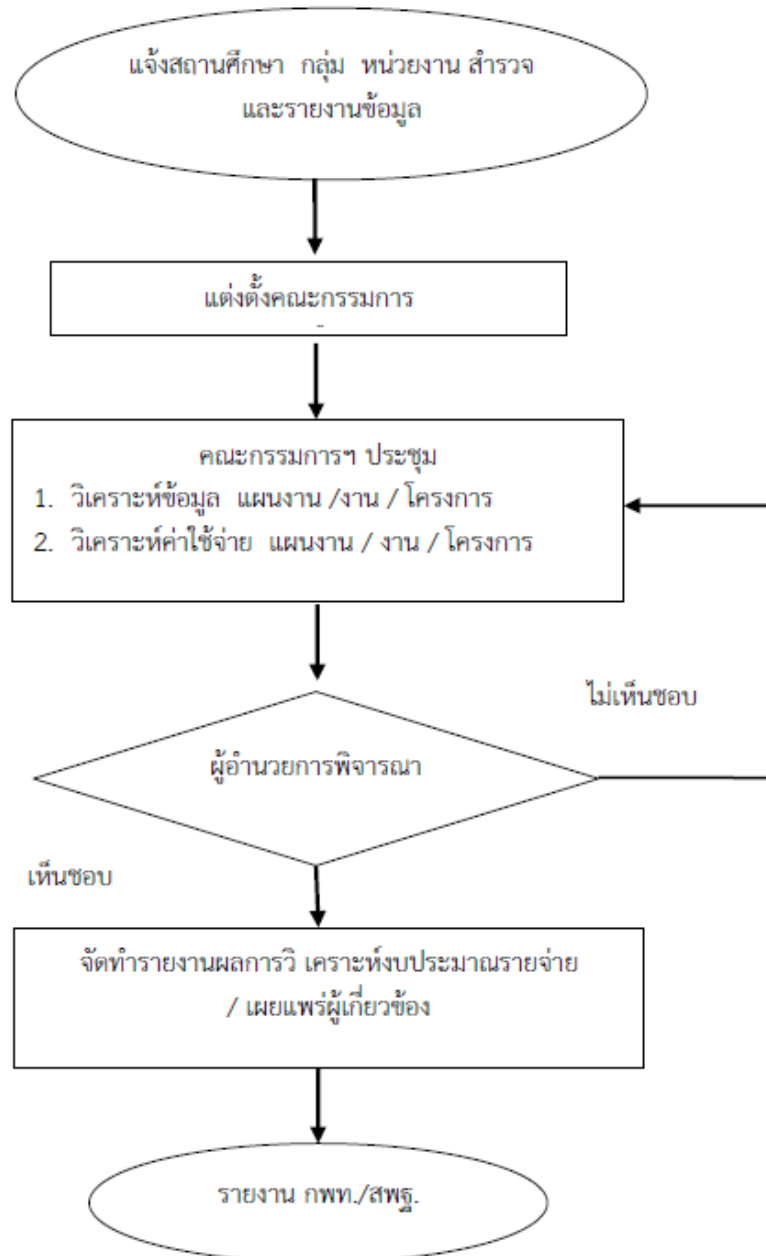 แจ้งสถานศึกษา กลุ่ม หน่วยงาน สำรวจ
และรายงานข้อมูล
แต่งตั้งคณะกรรมการ
-
คณะกรรมการฯ ประชุม
1. วิเคราะห์ข้อมูล แผนงาน /งาน / โครงการ
2. วิเคราะห์ค่าใช้จ่าย แผนงาน / งาน / โครงการ
ไม่เห็นชอบ
ผู้อำนวยการพิจารณา
เห็นชอบ
จัดทำรายงานผลการวิ เคราะห์งบประมาณรายจ่าย
/ เผยแพร่ผู้เกี่ยวข้อง
รายงาน กพท./สพฐ.